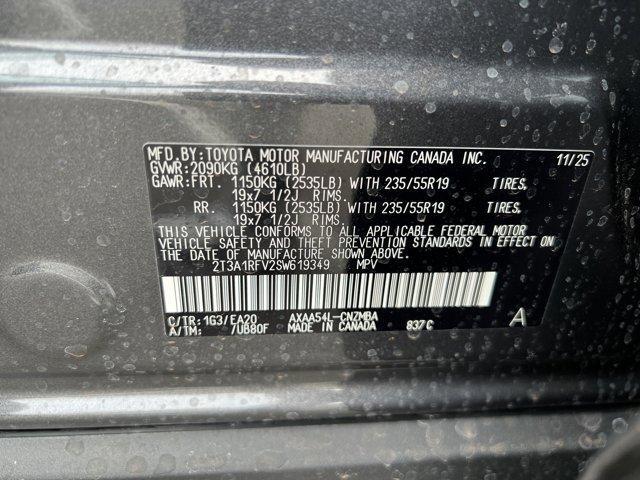 MFD.BY:TOYOTA MOTOR MANUFACTURING CANADA INC. 11/25
GVWR:2090KG (4610LB)
GAWR:FRT. 1150KG (2535LB) WITH 235/55R19 TIRES.
19x7 1/2J RIMS.
RR. 1150KG (2535LB) WITH 235/55R19 TIRES.
19x7 1/2J RIMS
THIS VEHICLE CONFORMS TO ALL APPLICABLE FEDERAL MOTOR
VEHICLE SAFETY AND THEFT PREVENTION STANDARDS IN EFFECT ON
THE DATE OF MANUFACTURE SHOWN ABOVE.
2T3A1RFV2SW619349 MPV
C/TR:1G3/EA20 AXAA54L-CNZMBA
A/TM: /UB80F MADE IN CANADA 837C A